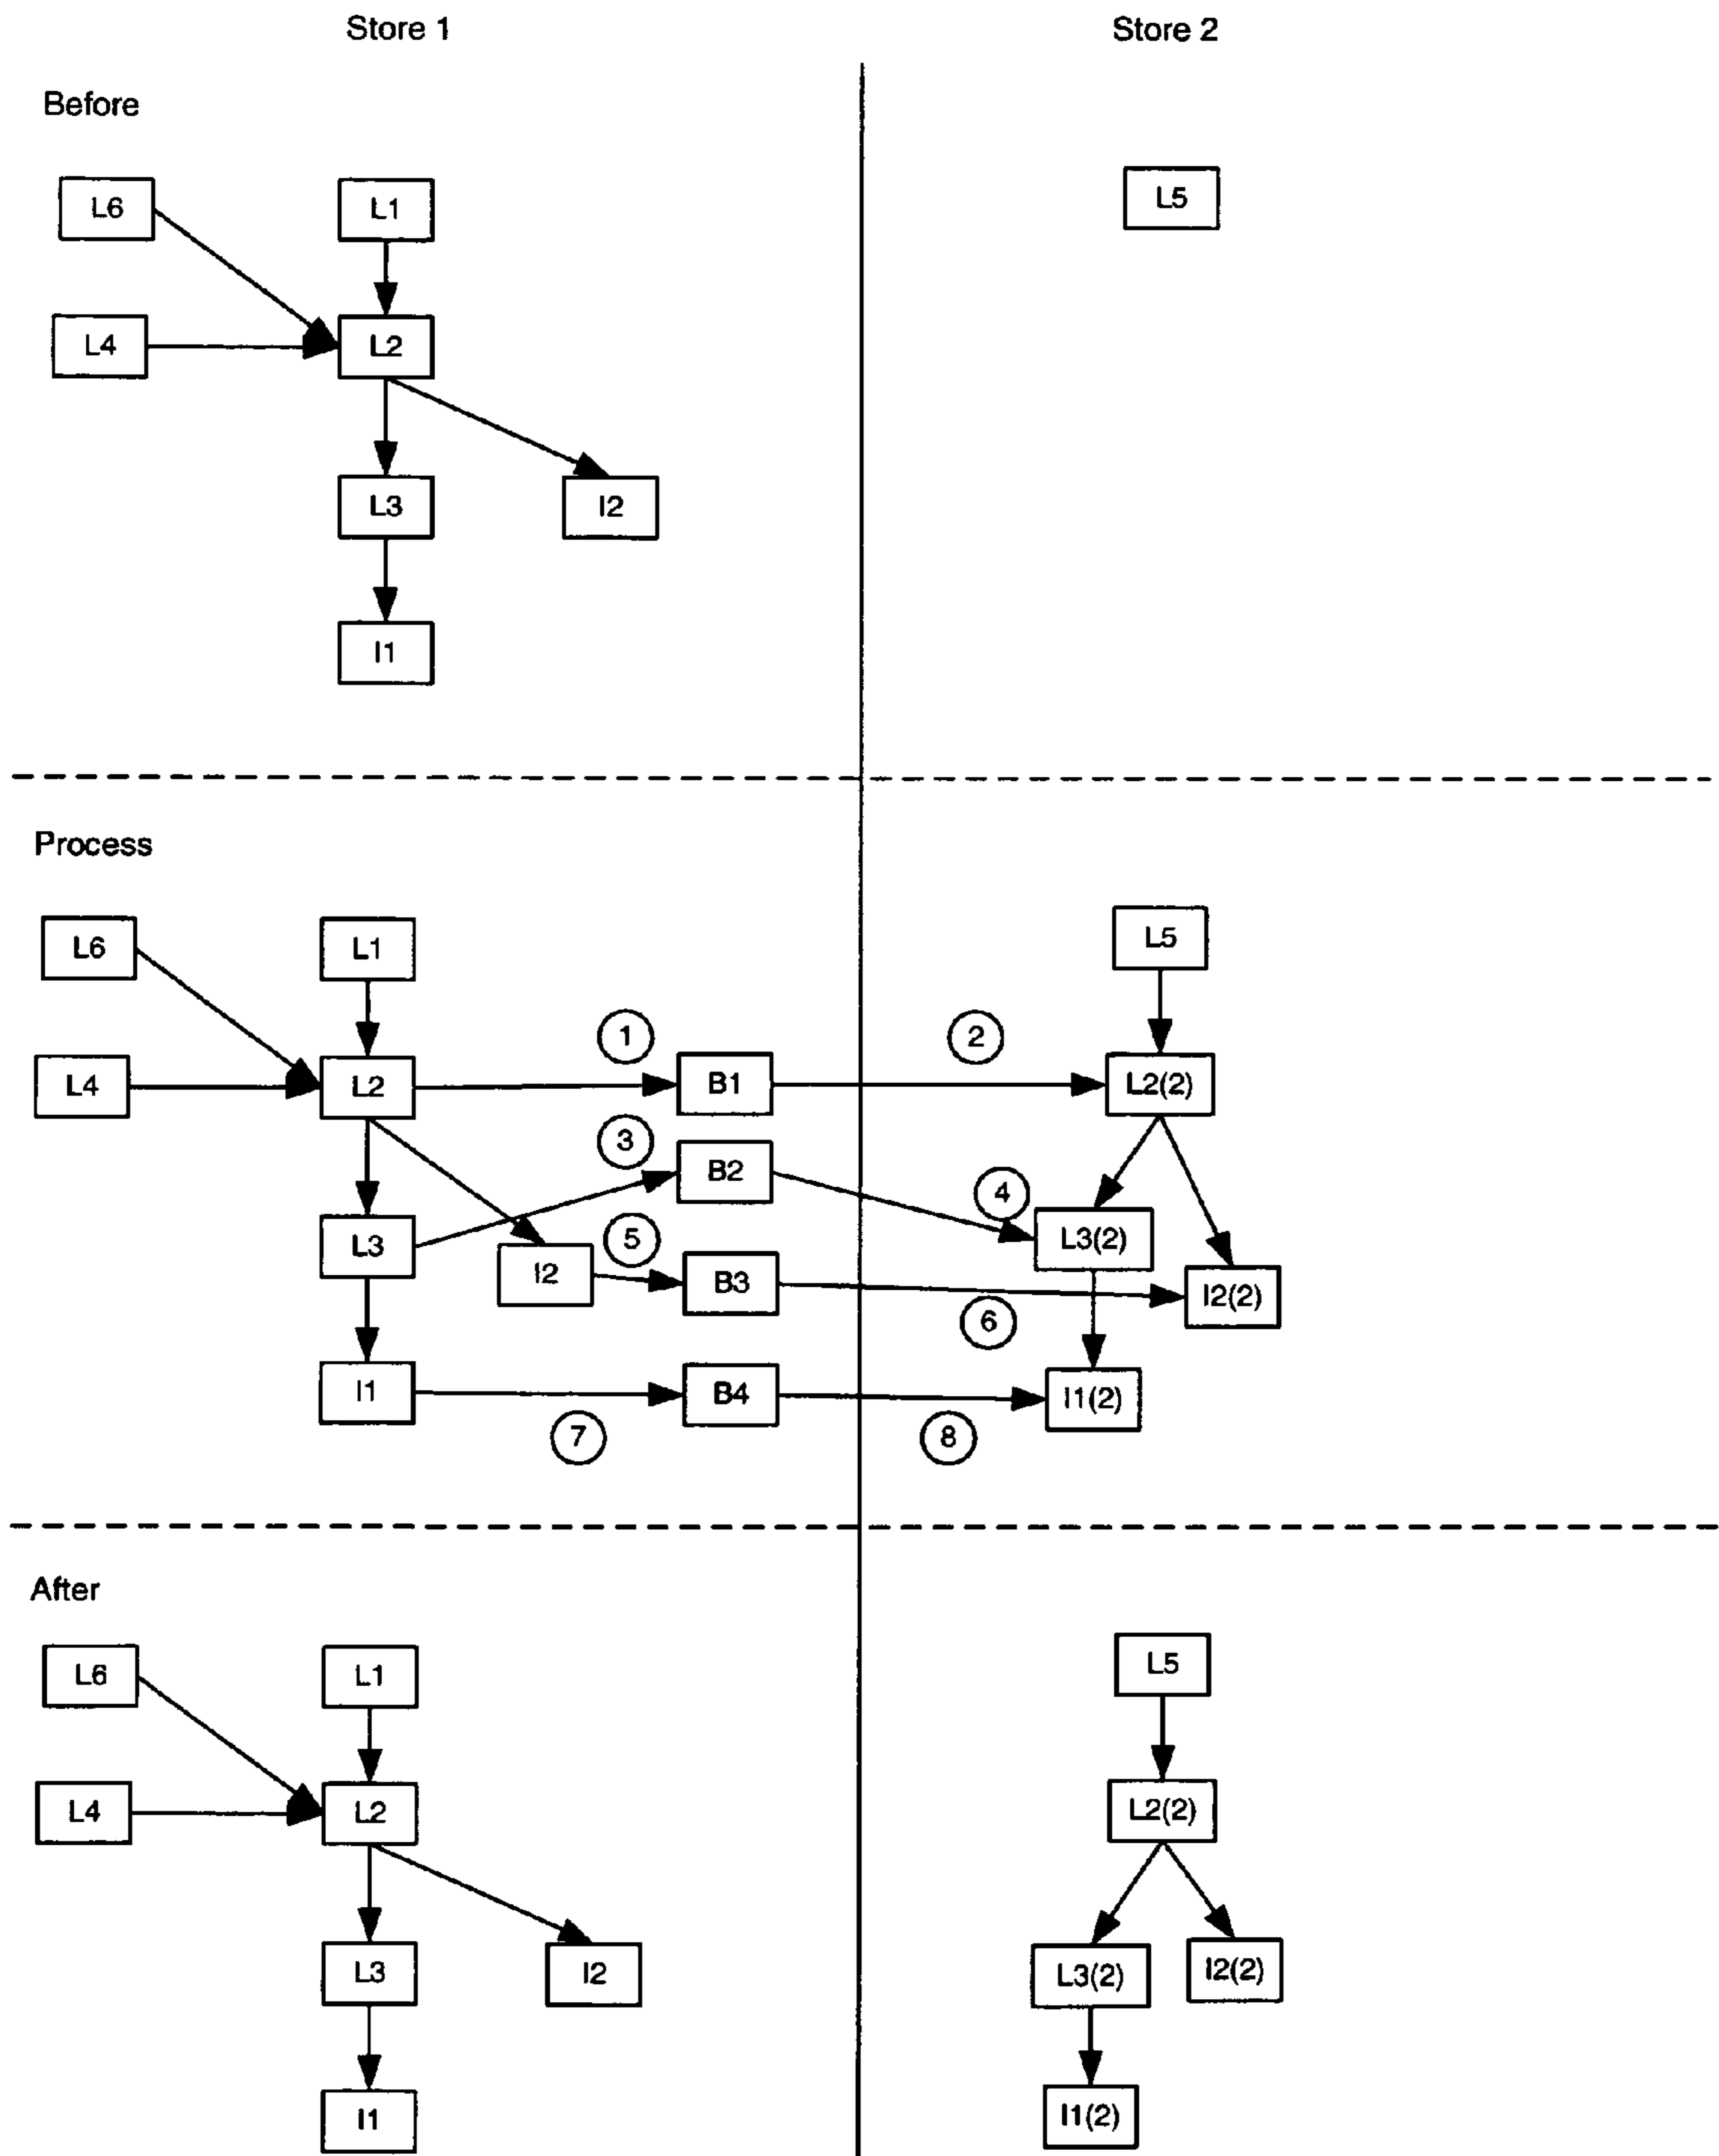 Store 1
Store 2
Before
L6
L1
L5
L4
L2
L3
I2
I1
Process
L6
L1
L5
1
2
L4
L2
B1
L2(2)
3
B2
4
L3
5
L3(2)
I2
B3
I2(2)
6
I1
B4
I1(2)
7
8
After
L6
L1
L5
L4
L2
L2(2)
L3
I2
L3(2)
I2(2)
I1
I1(2)